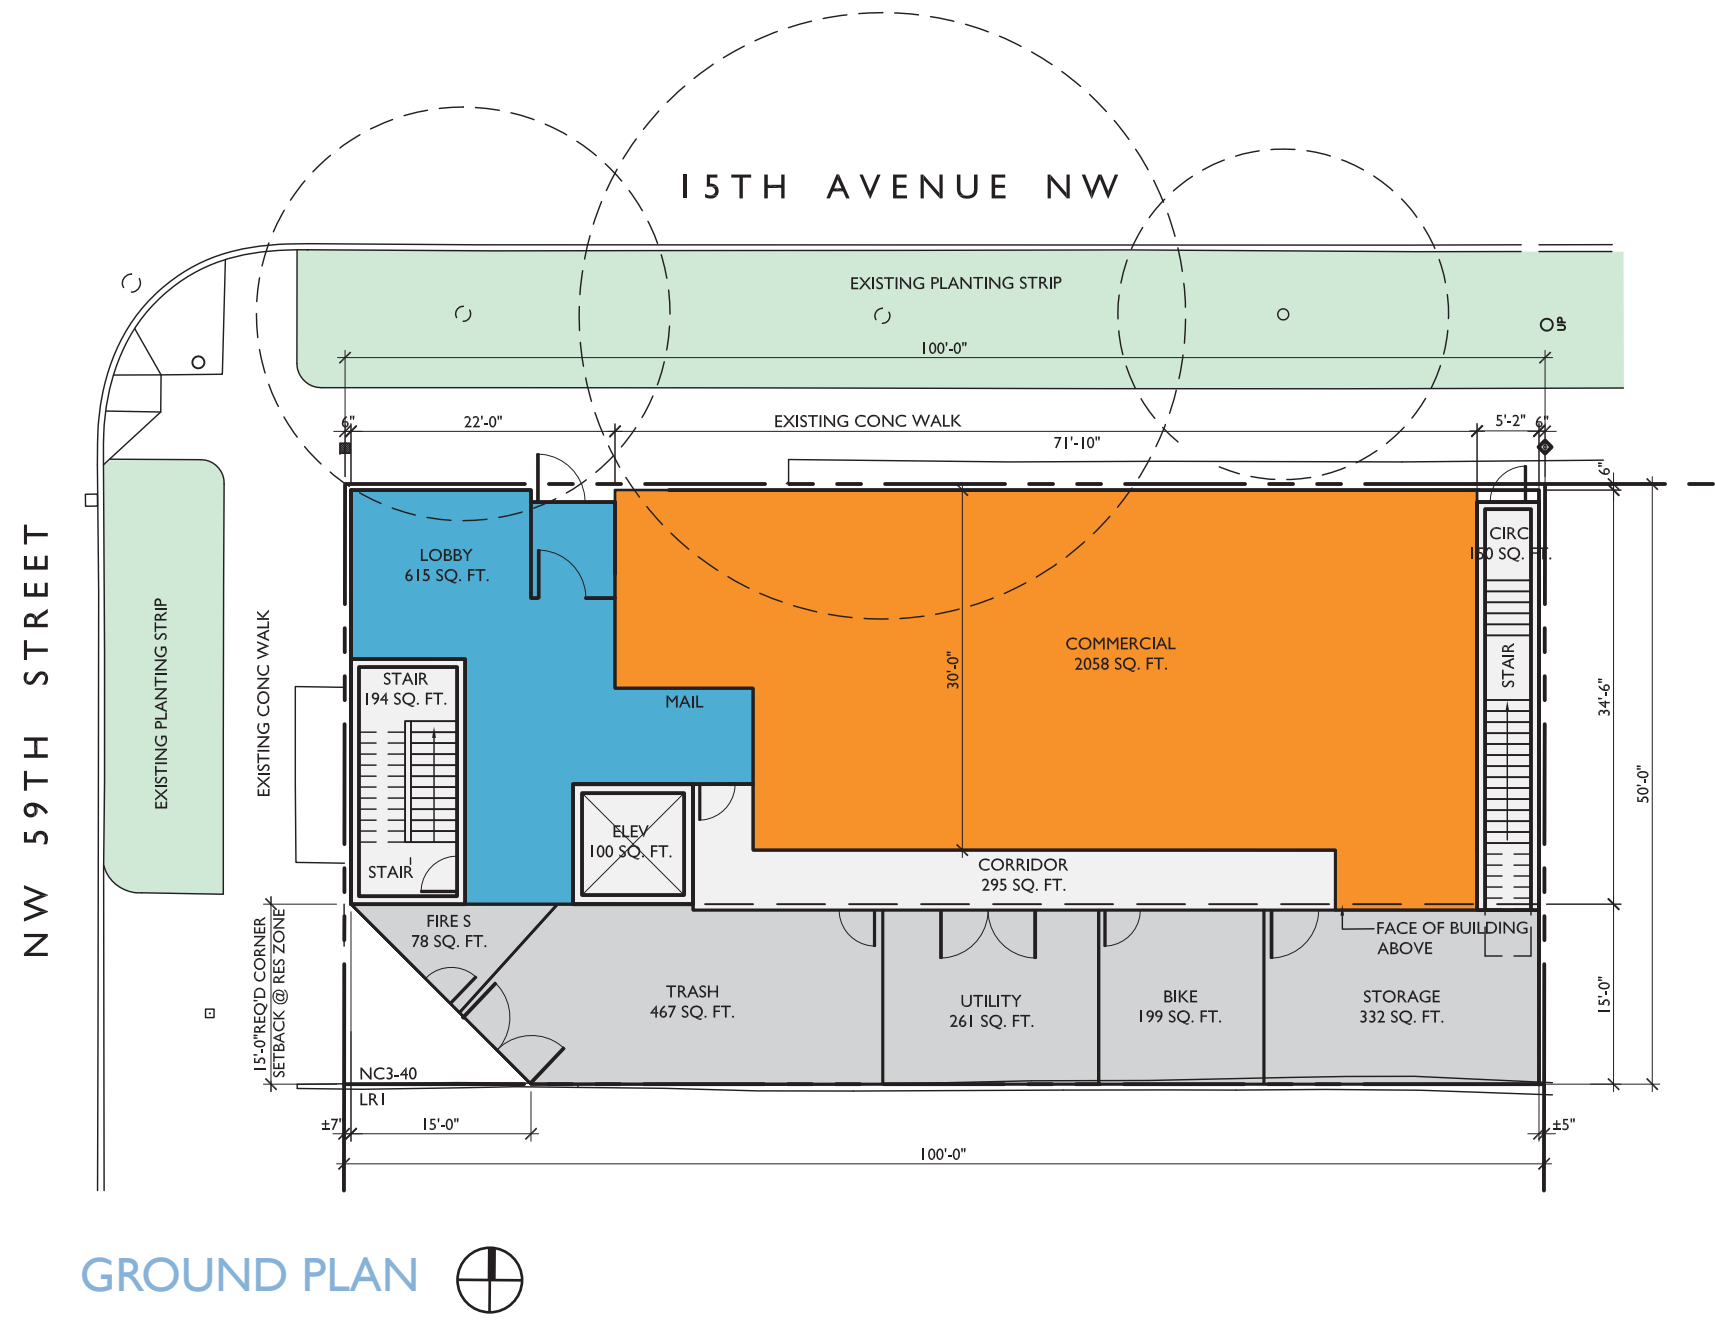 15TH AVENUE NW
EXISTING PLANTING STRIP
UP
100'-0"
6"
22'-0"
EXISTING CONC WALK
71'-10"
5'-2"
6"
6"
LOBBY
615 SQ. FT.
CIRC
SQ. FT.
COMMERCIAL
2058 SQ. FT.
30'-0"
STAIR
34'-6"
50'-0"
NW 59TH STREET
EXISTING PLANTING STRIP
EXISTING CONC WALK
STAIR
194 SQ. FT.
MAIL
ELEV
100 SQ. FT.
STAIR
CORRIDOR
295 SQ. FT.
FIRE S
78 SQ. FT.
FACE OF BUILDING
ABOVE
15'-0"REQ'D CORNER
SETBACK @ RES ZONE
TRASH
467 SQ. FT.
UTILITY
261 SQ. FT.
BIKE
199 SQ. FT.
STORAGE
332 SQ. FT.
15'-0"
NC3-40
LR1
±7"
15'-0"
±5"
100'-0"
GROUND PLAN